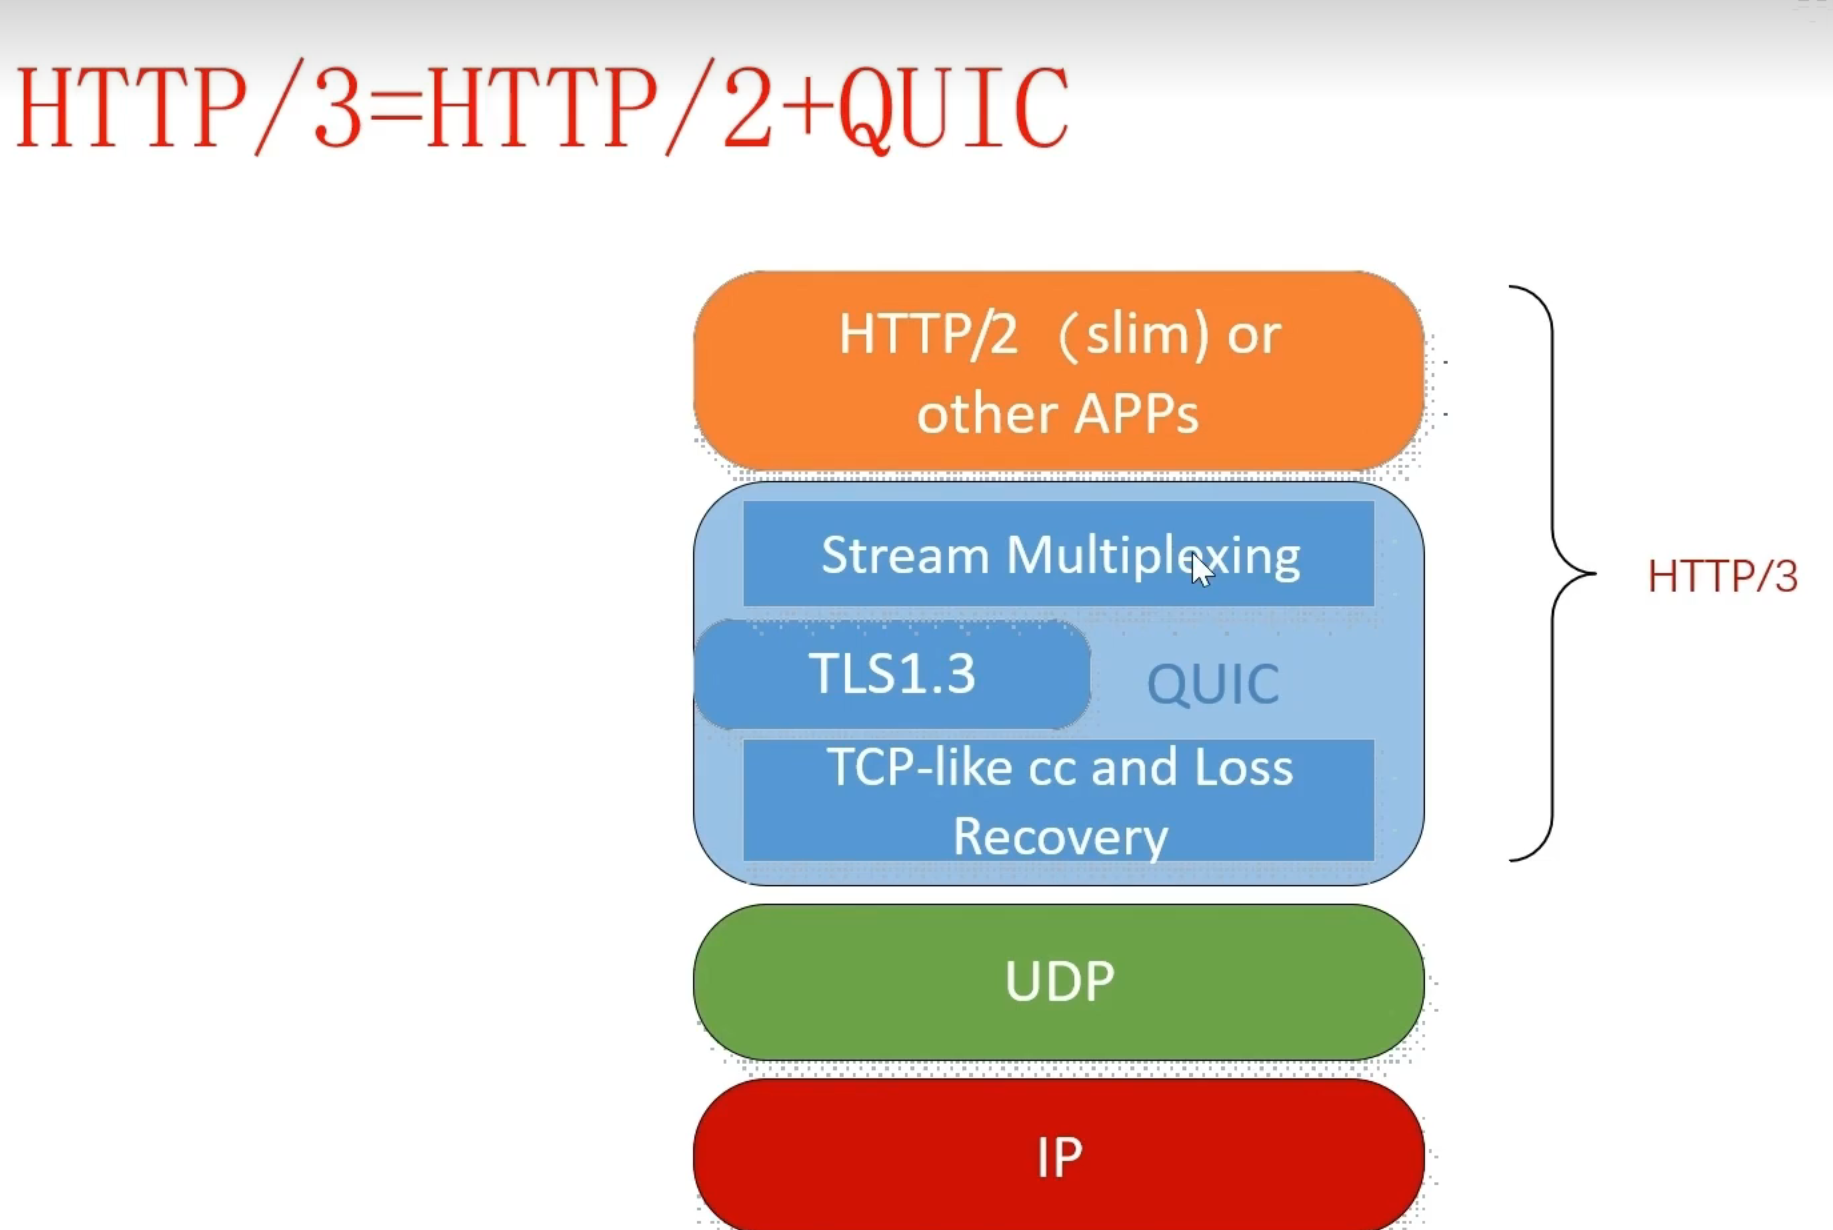 HTTP/3=HTTP/2+QUIC
HTTP/2（slim) or
other APPs
Stream Multiplexing
TLS1.3
QUIC
TCP-like cc and Loss
Recovery
HTTP/3
UDP
IP